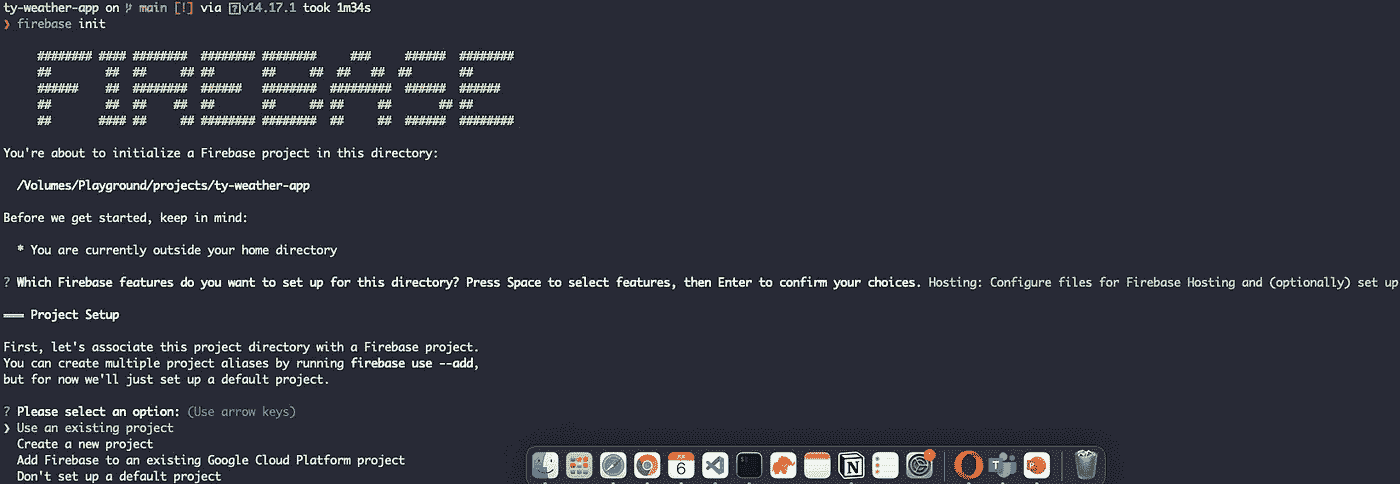 ty-weather-app on main [!] via v14.17.1 took 1m34s
❯ firebase init
FIREBASE
You're about to initialize a Firebase project in this directory:
/Volumes/Playground/projects/ty-weather-app
Before we get started, keep in mind:
* You are currently outside your home directory
? Which Firebase features do you want to set up for this directory? Press Space to select features, then Enter to confirm your choices. Hosting: Configure files for Firebase Hosting and (optionally) set up
=== Project Setup
First, let's associate this project directory with a Firebase project.
You can create multiple project aliases by running firebase use --add,
but for now we'll just set up a default project.
? Please select an option: (Use arrow keys)
❯ Use an existing project
Create a new project
Add Firebase to an existing Google Cloud Platform project
Don't set up a default project
6